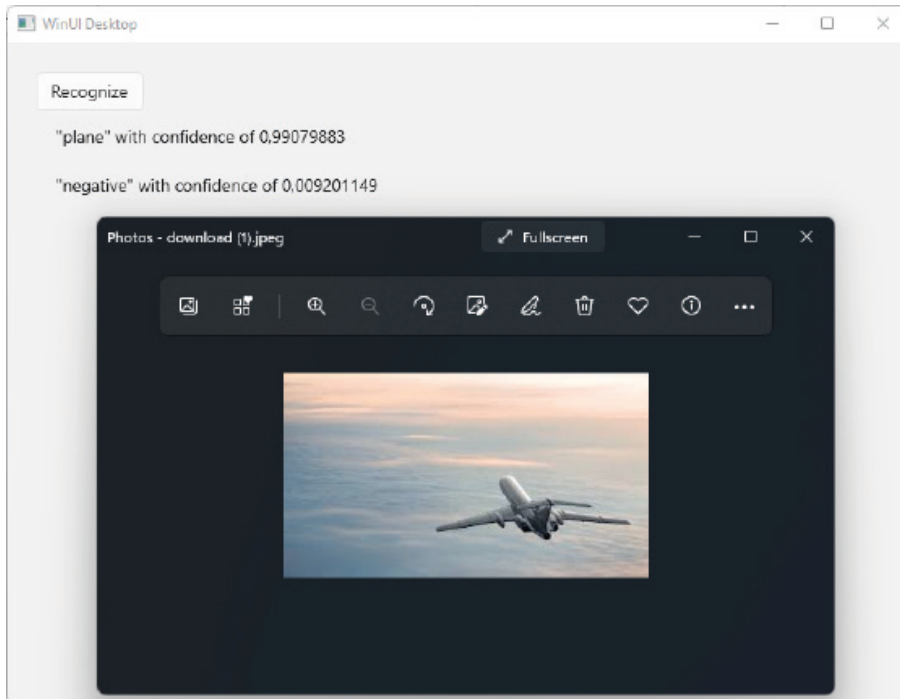 WinUI Desktop
Recognize
"plane" with confidence of 0,99079883
"negative" with confidence of 0,009201149
Photos - download (1).jpeg
Fullscreen